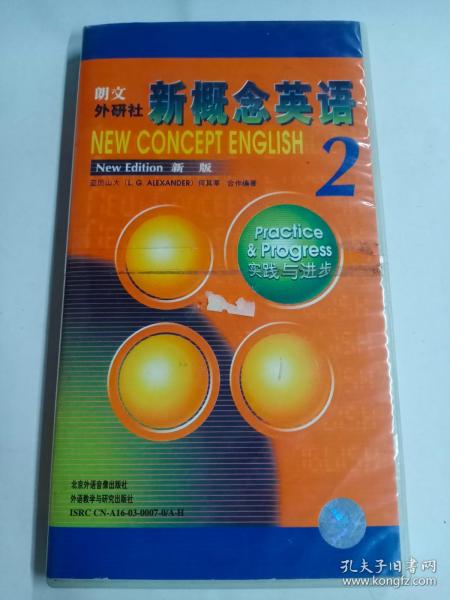 朗文
外研社
新概念英语
NEW CONCEPT ENGLISH
New Edition 新 版
2
亚历山大（L. G. ALEXANDER）何其莘 合作编著
Practice
& Progress
实践与进步
北京外语音像出版社
外语教学与研究出版社
ISRC CN-A16-03-0007-0/A-H
孔夫子旧书网
www.kongfz.com